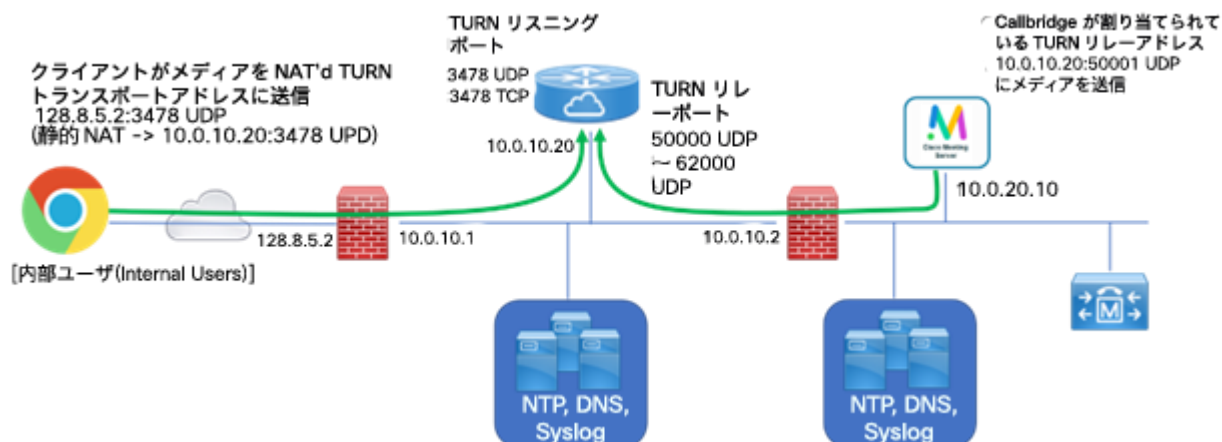 TURN リスニング
ポート
3478 UDP
3478 TCP
Callbridge が割り当てられて
いる TURN リレーアドレス
10.0.10.20:50001 UDP
にメディアを送信
クライアントがメディアを NAT'd TURN
トランスポートアドレスに送信
128.8.5.2:3478 UDP
(静的 NAT -> 10.0.10.20:3478 UPD)
TURN リレ
ーポート
50000 UDP
～ 62000
UDP
10.0.10.20
Cisco Meeting
Server
10.0.20.10
128.8.5.2
10.0.10.1
10.0.10.2
[内部ユーザ(Internal Users)]
M
NTP, DNS,
Syslog
NTP, DNS,
Syslog